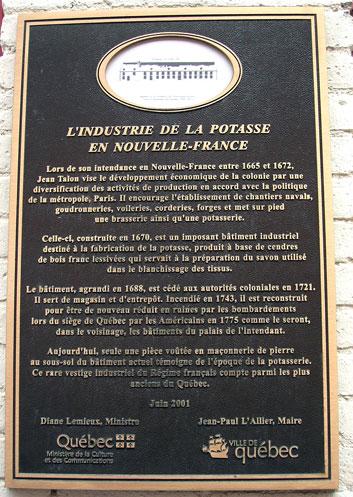 L'INDUSTRIE DE LA POTASSE
EN NOUVELLE-FRANCE
Lors de son intendance en Nouvelle-France entre 1665 et 1672,
Jean Talon vise le développement économique de la colonie par une
diversification des activités de production en accord avec la politique
de la métropole, Paris. Il encourage l'établissement de chantiers navals,
goudronneries, voileries, corderies, forges et met sur pied
une brasserie ainsi qu'une potasserie.
Celle-ci, construite en 1670, est un imposant bâtiment industriel
destiné à la fabrication de la potasse, produit à base de cendres
de bois franc lessivées qui servait à la préparation du savon utilisé
dans le blanchissage des tissus.
Le bâtiment, agrandi en 1688, est cédé aux autorités coloniales en 1721.
Il sert de magasin et d'entrepôt. Incendié en 1743, il est reconstruit
pour être de nouveau réduit en ruines par les bombardements
lors du siège de Québec par les Américains en 1775 comme le seront,
dans le voisinage, les bâtiments du palais de l'intendant.
Aujourd'hui, seule une pièce voûtée en maçonnerie de pierre
au sous-sol du bâtiment actuel témoigne de l'époque de la potasserie.
Ce rare vestige industriel du Régime français compte parmi les plus
anciens du Québec.
Juin 2001
Diane Lemieux, Ministre Jean-Paul L'Allier, Maire
Québec
Ministère de la Culture
et des Communications
VILLE DE
québec